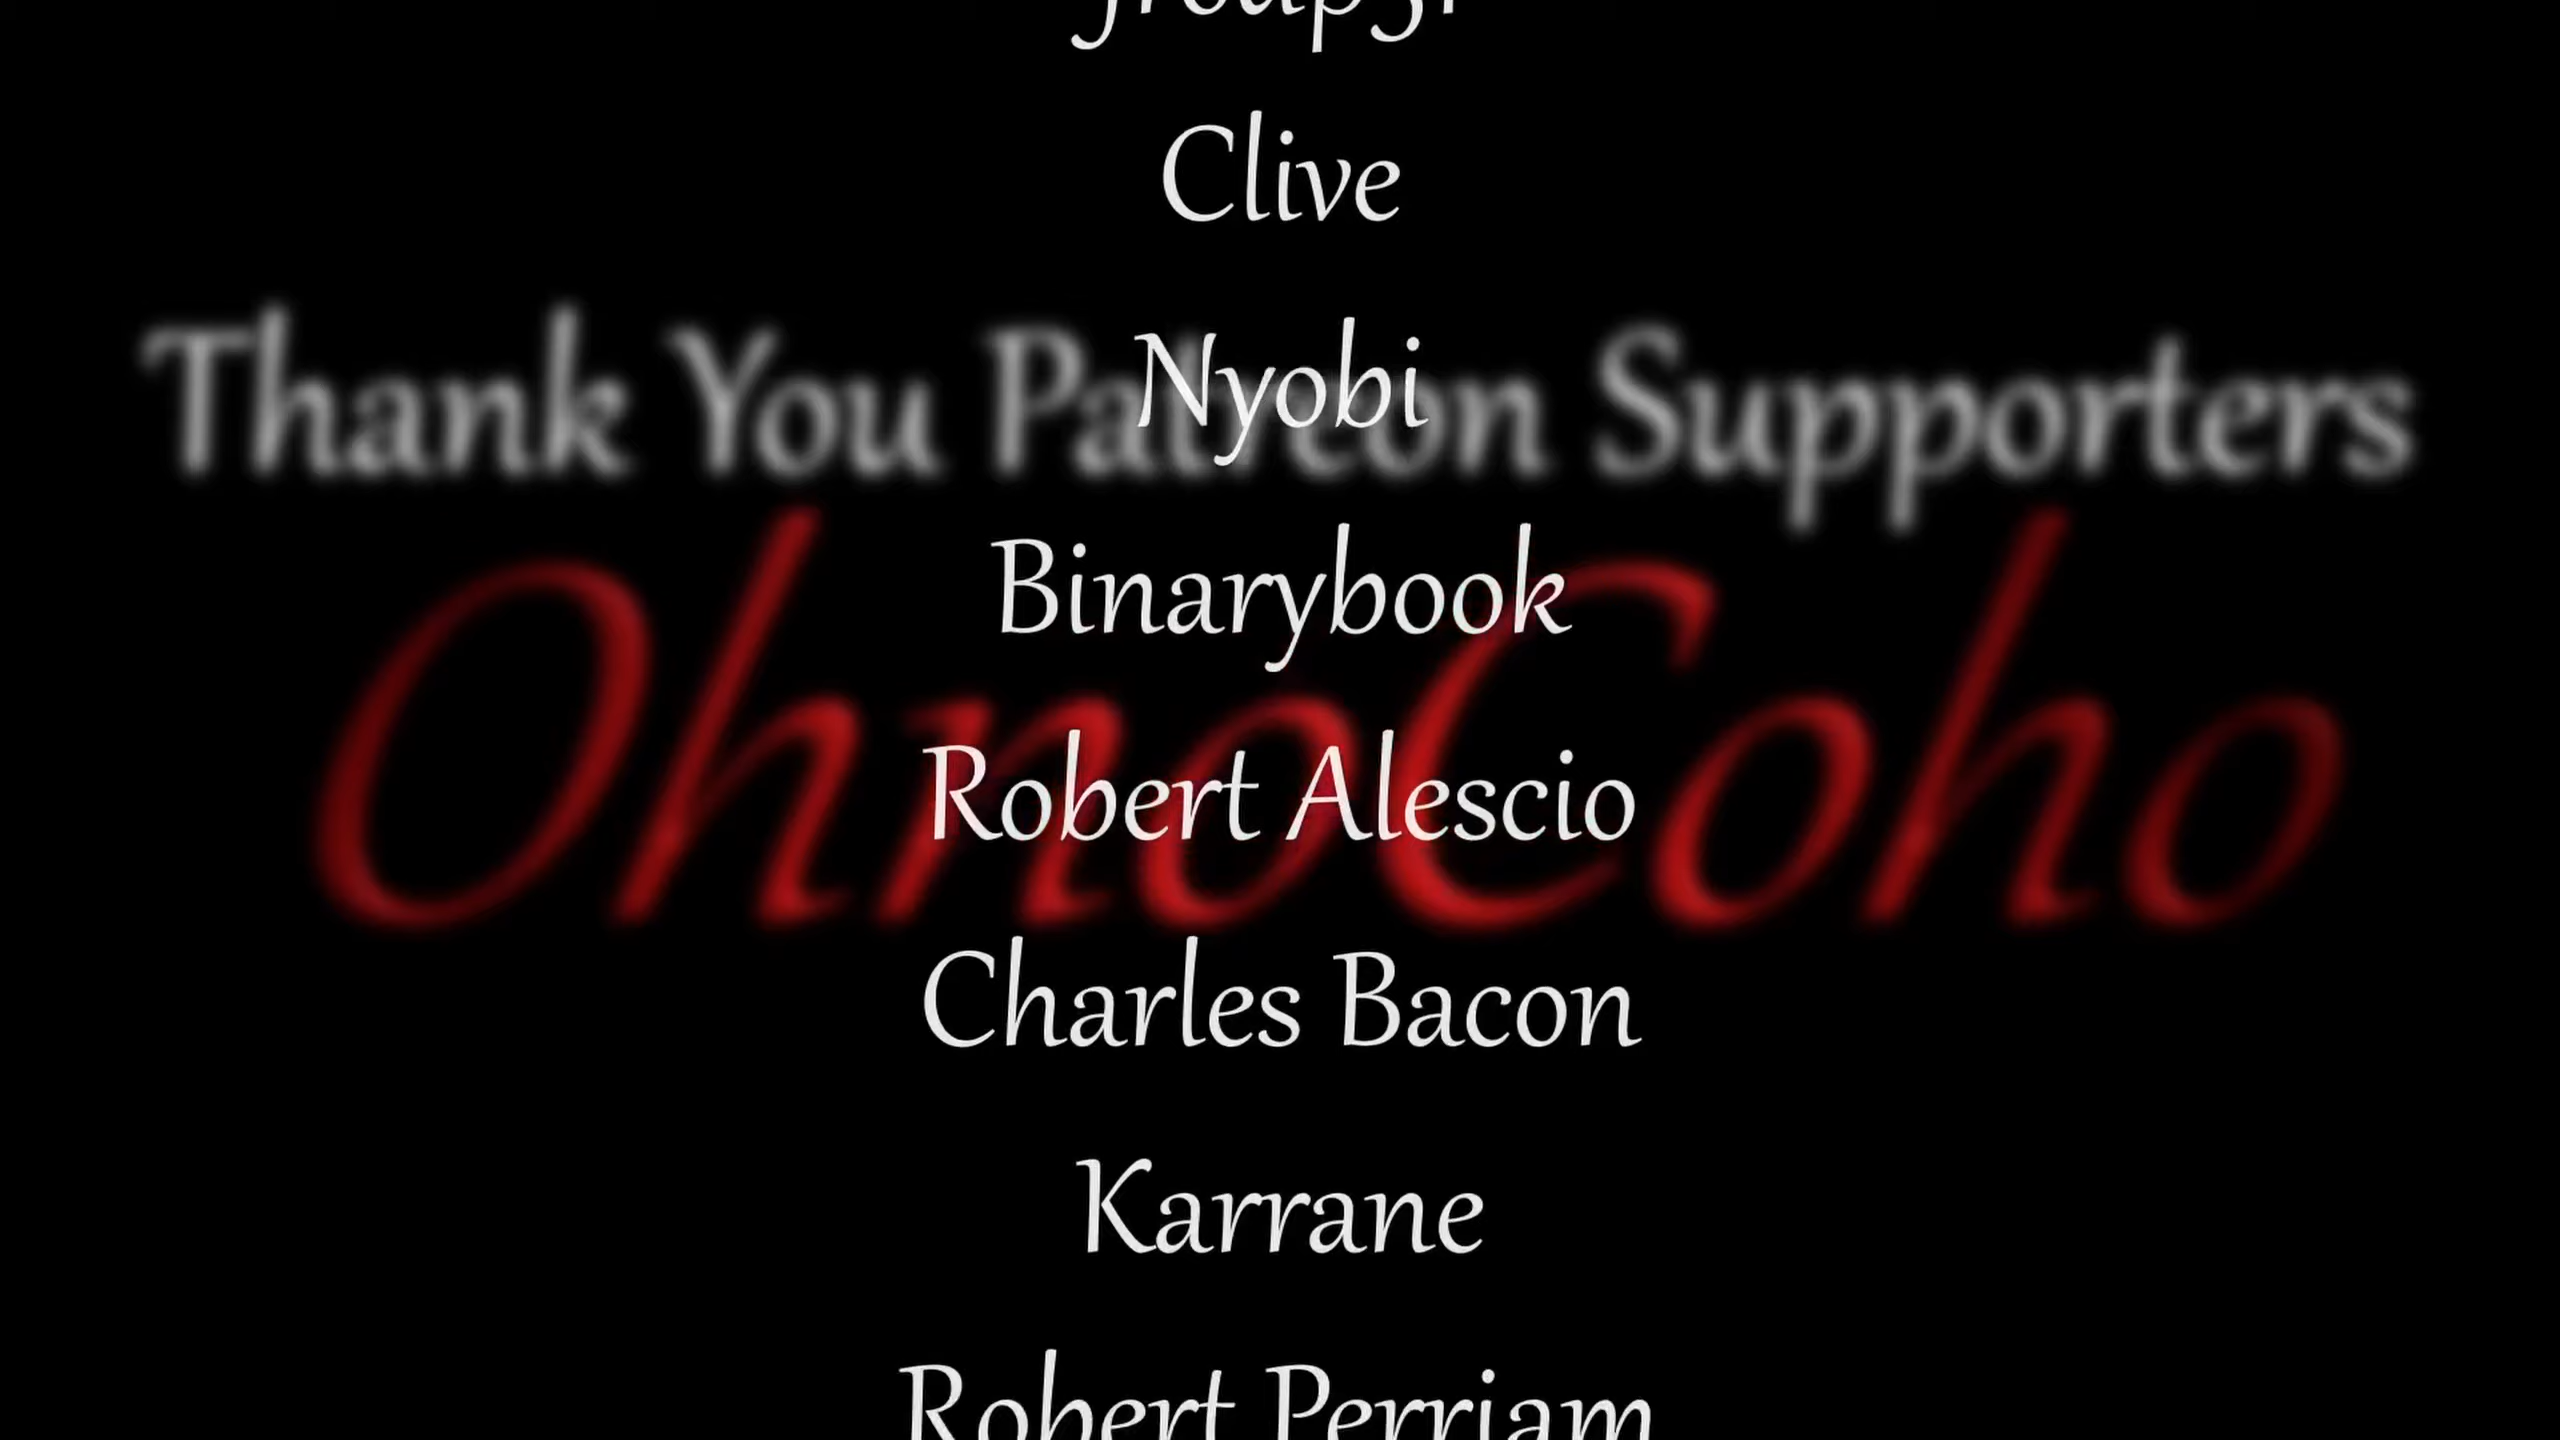 Clive
Thank You Patreon Supporters
Nyobi
Binarybook
OhnoCoho
Robert Alescio
Charles Bacon
Karrane
Robert Perriam